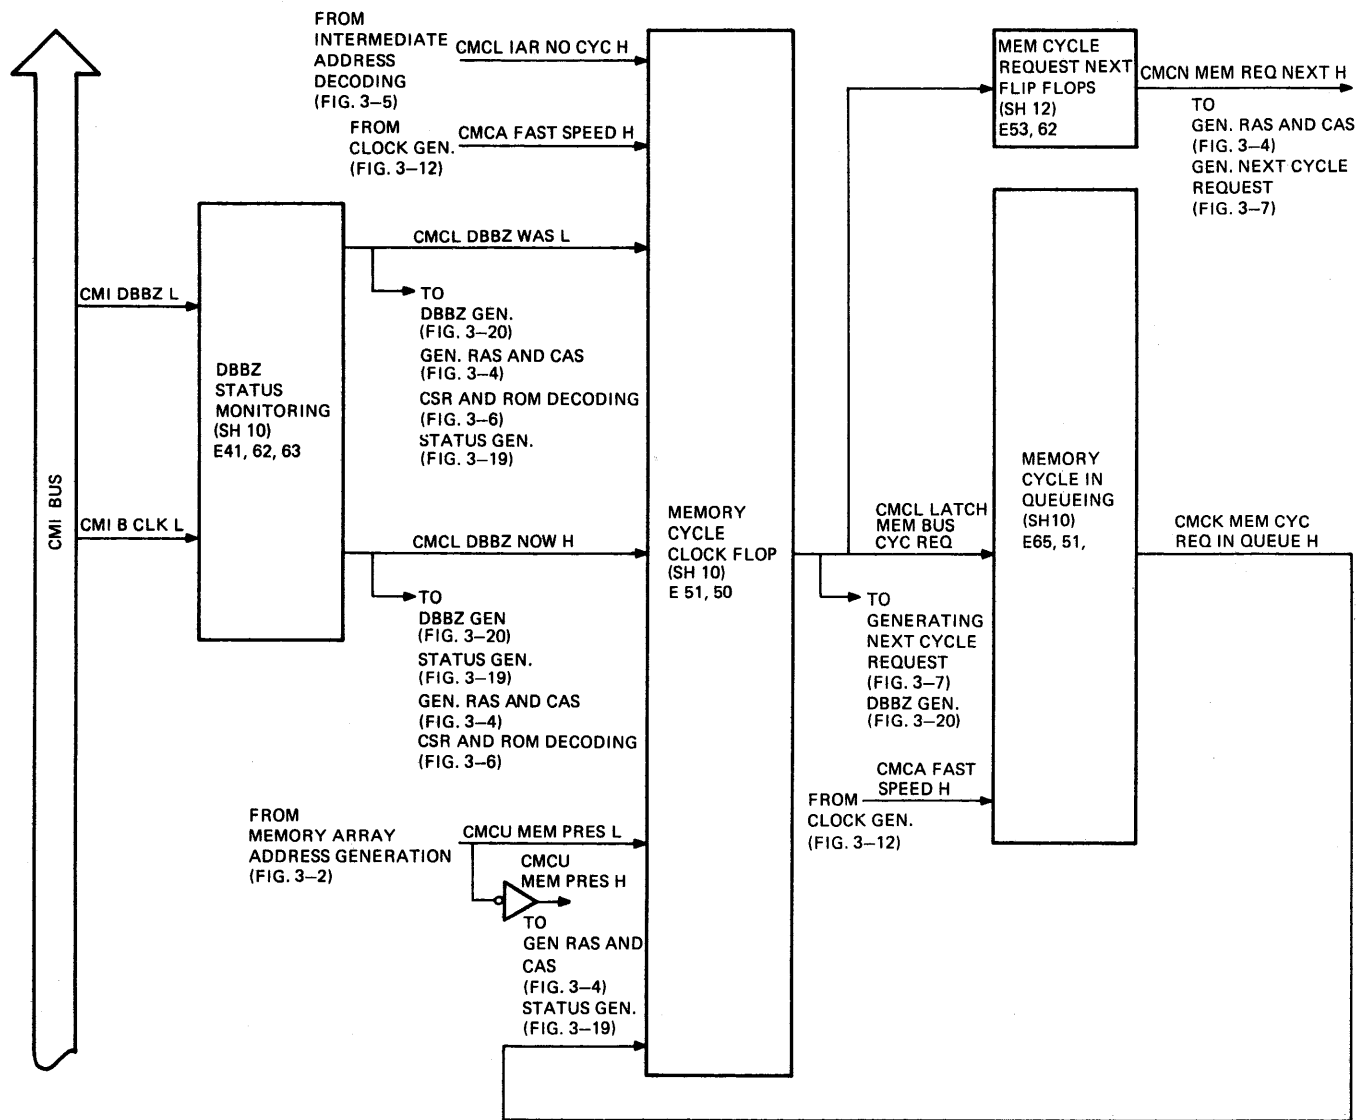 FROM
INTERMEDIATE
ADDRESS
DECODING
(FIG. 3-5)
CMCL IAR NO CYC H
FROM
CLOCK GEN.
(FIG. 3-12)
CMCA FAST SPEED H
MEM CYCLE
REQUEST NEXT
FLIP FLOPS
(SH 12)
E53, 62
CMCN MEM REQ NEXT H
TO
GEN. RAS AND CAS
(FIG. 3-4)
GEN. NEXT CYCLE
REQUEST
(FIG. 3-7)
CMI BUS
CMI DBBZ L
CMI B CLK L
DBBZ
STATUS
MONITORING
(SH 10)
E41, 62, 63
CMCL DBBZ WAS L
TO
DBBZ GEN.
(FIG. 3-20)
GEN. RAS AND CAS
(FIG. 3-4)
CSR AND ROM DECODING
(FIG. 3-6)
STATUS GEN.
(FIG. 3-19)
CMCL DBBZ NOW H
TO
DBBZ GEN
(FIG. 3-20)
STATUS GEN.
(FIG. 3-19)
GEN. RAS AND CAS
(FIG. 3-4)
CSR AND ROM DECODING
(FIG. 3-6)
MEMORY
CYCLE
CLOCK FLOP
(SH 10)
E 51, 50
CMCL LATCH
MEM BUS
CYC REQ
TO
GENERATING
NEXT CYCLE
REQUEST
(FIG. 3-7)
DBBZ GEN.
(FIG. 3-20)
MEMORY
CYCLE IN
QUEUEING
(SH10)
E65, 51,
CMCK MEM CYC
REQ IN QUEUE H
CMCA FAST
SPEED H
FROM
CLOCK GEN.
(FIG. 3-12)
FROM
MEMORY ARRAY
ADDRESS GENERATION
(FIG. 3-2)
CMCU MEM PRES L
CMCU
MEM PRES H
TO
GEN RAS AND
CAS
(FIG. 3-4)
STATUS GEN.
(FIG. 3-19)